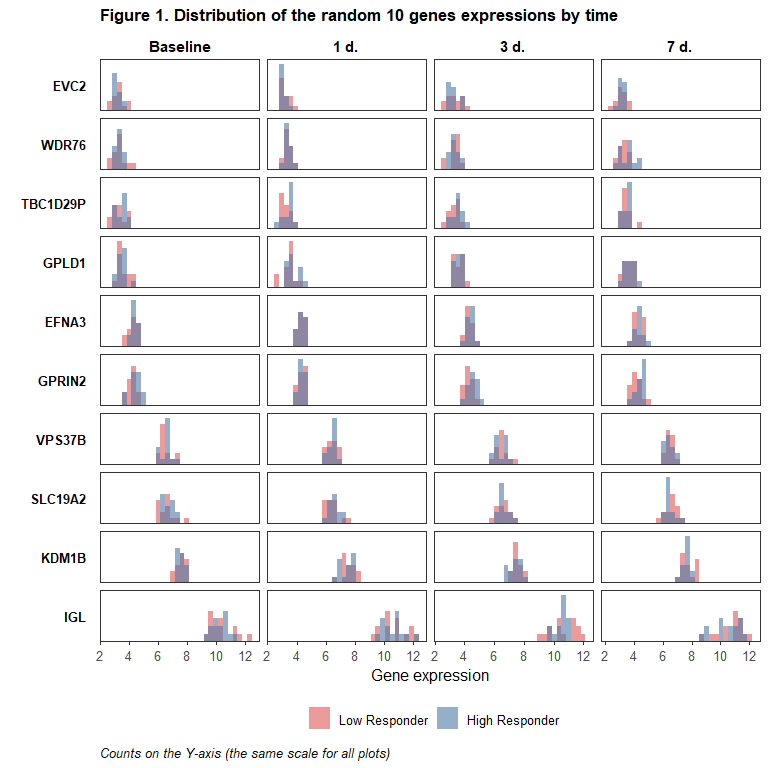 Figure 1. Distribution of the random 10 genes expressions by time
Baseline 1 d. 3 d. 7 d.
EVC2
WDR76
TBC1D29P
GPLD1
EFNA3
GPRIN2
VPS37B
SLC19A2
KDM1B
IGL
2 4 6 8 10 12 2 4 6 8 10 12 2 4 6 8 10 12 2 4 6 8 10 12
Gene expression
Low Responder High Responder
Counts on the Y-axis (the same scale for all plots)